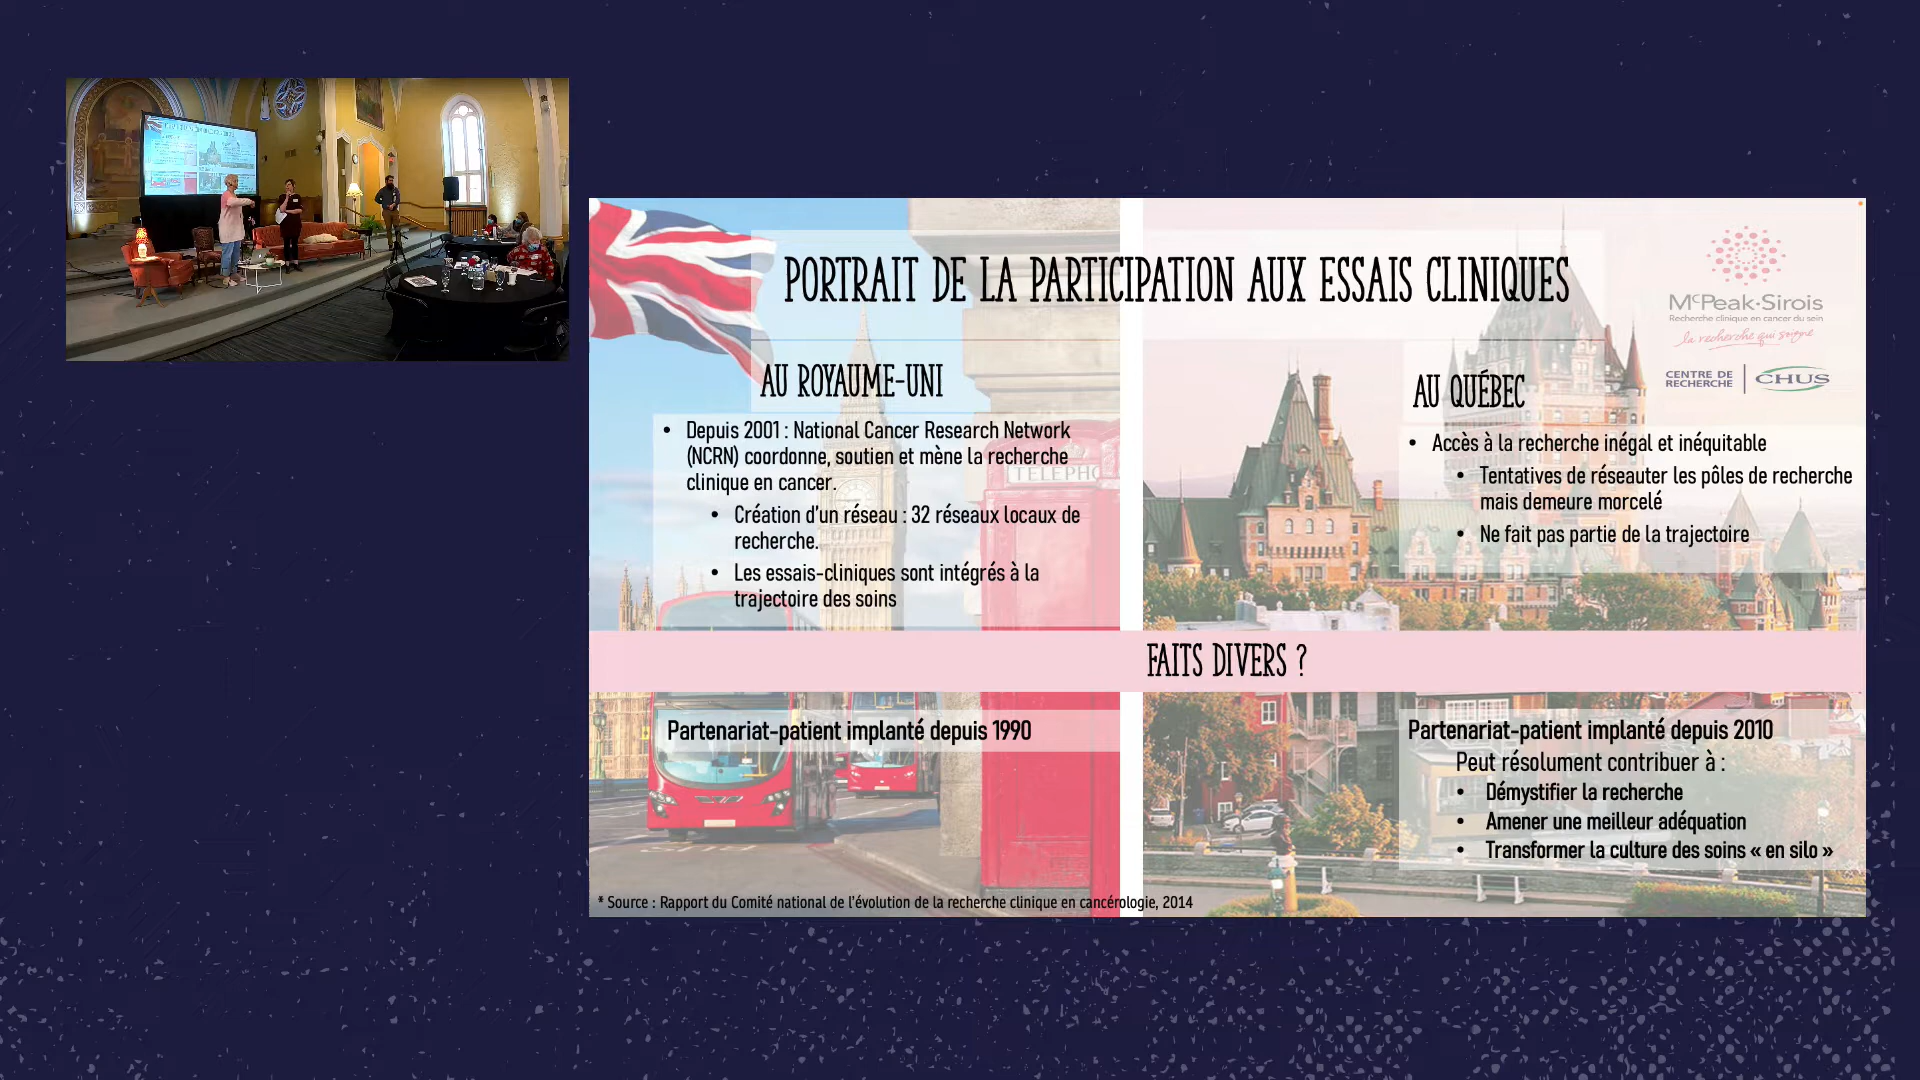 PORTRAIT DE LA PARTICIPATION AUX ESSAIS CLINIQUES
McPeak·Sirois
Recherche clinique en cancer du sein
la recherche qui soigne
CENTRE DE
RECHERCHE
CHUS
AU ROYAUME-UNI
• Depuis 2001 : National Cancer Research Network
(NCRN) coordonne, soutien et mène la recherche
clinique en cancer.
• Création d'un réseau : 32 réseaux locaux de
recherche.
• Les essais-cliniques sont intégrés à la
trajectoire des soins
AU QUÉBEC
• Accès à la recherche inégal et inéquitable
• Tentatives de réseauter les pôles de recherche
mais demeure morcelé
• Ne fait pas partie de la trajectoire
TELEPHO
FAITS DIVERS ?
Partenariat-patient implanté depuis 1990
Partenariat-patient implanté depuis 2010
Peut résolument contribuer à :
• Démystifier la recherche
• Amener une meilleur adéquation
• Transformer la culture des soins « en silo »
* Source : Rapport du Comité national de l'évolution de la recherche clinique en cancérologie, 2014